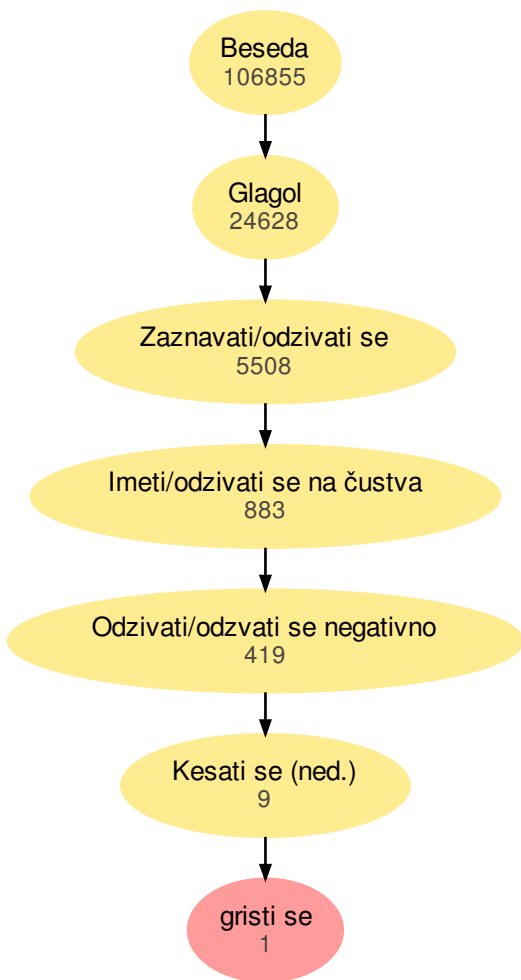 Beseda
106855
Glagol
24628
Zaznavati/odzivati se
5508
Imeti/odzivati se na čustva
883
Odzivati/odzvati se negativno
419
Kesati se (ned.)
9
gristi se
1